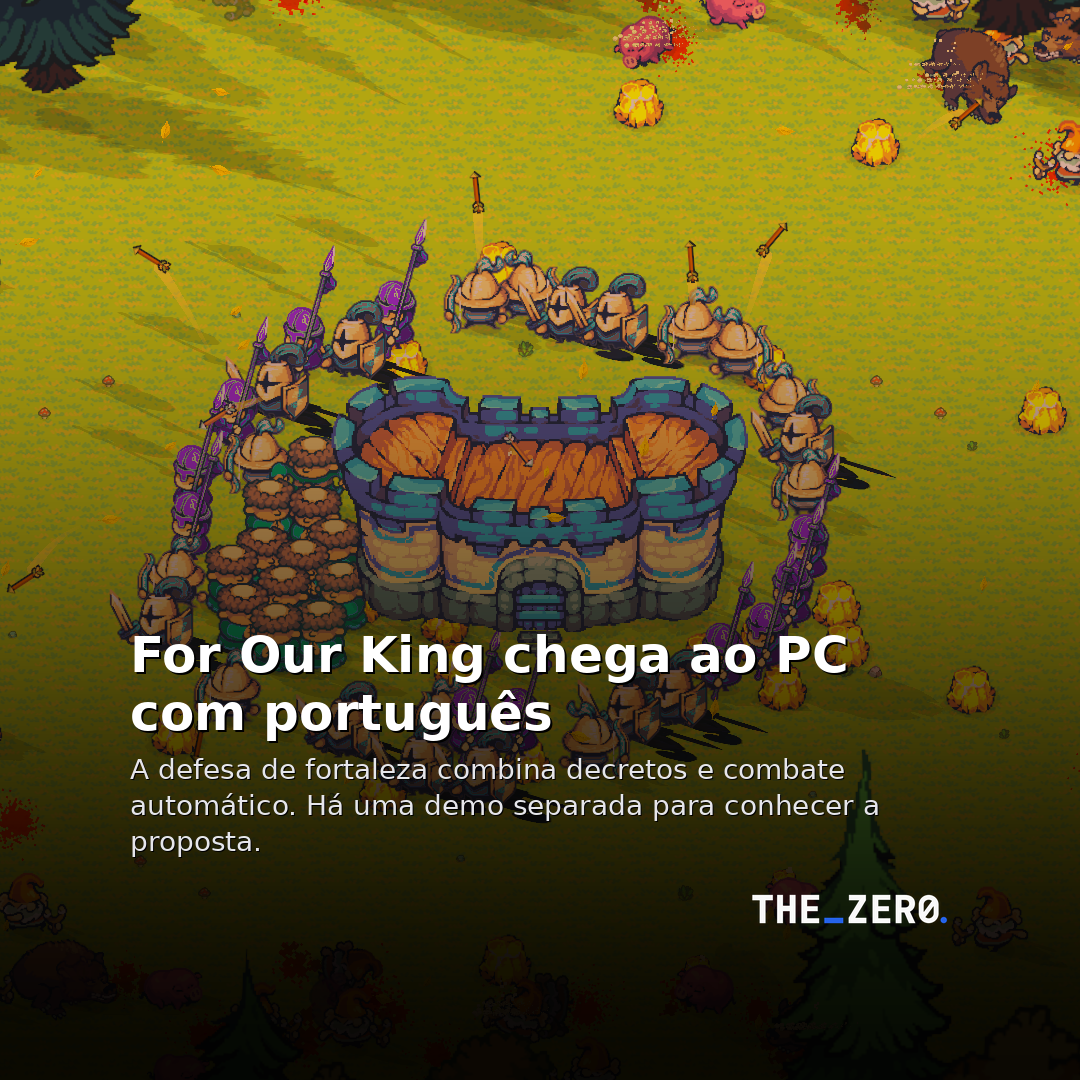 For Our King chega ao PC
com português
A defesa de fortaleza combina decretos e combate
automático. Há uma demo separada para conhecer a
proposta.
THE_ZER0.